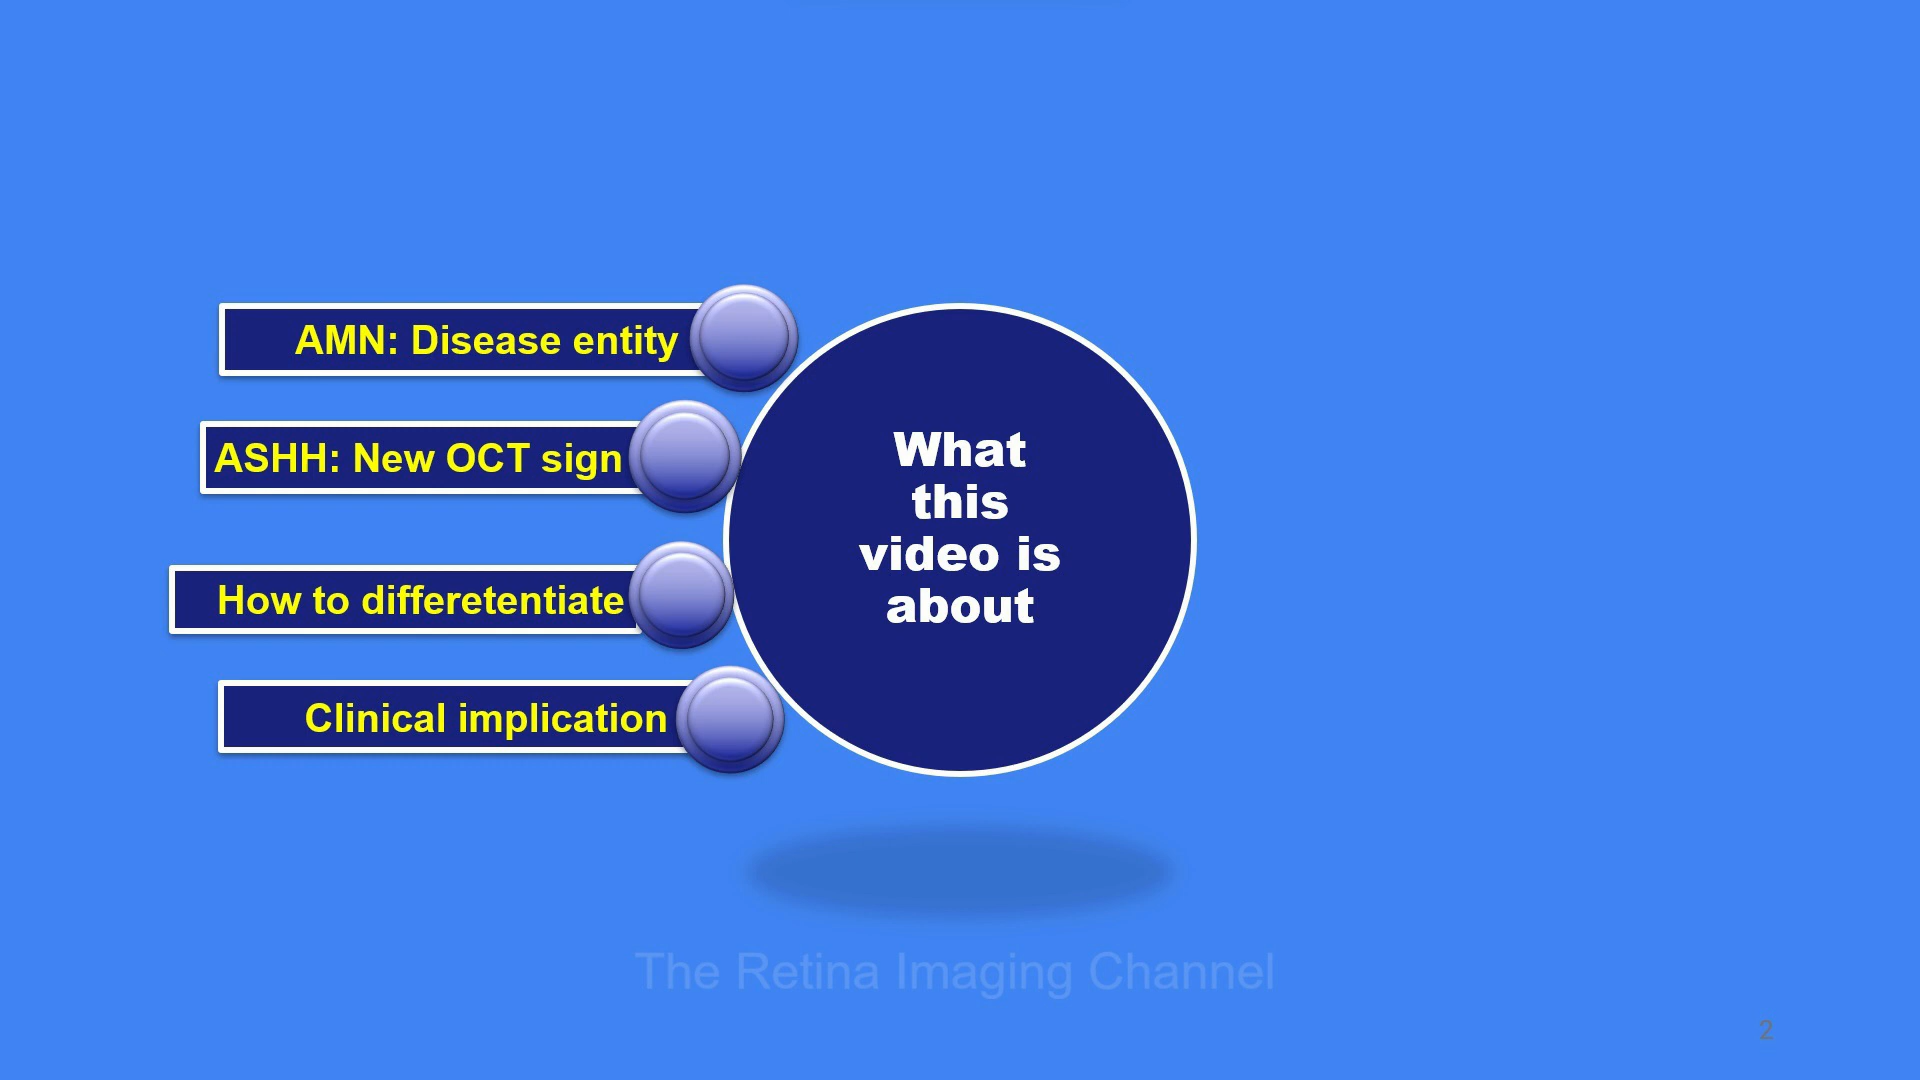 AMN: Disease entity
ASHH: New OCT sign
How to differetentiate
Clinical implication
What
this
video is
about
The Retina Imaging Channel
2